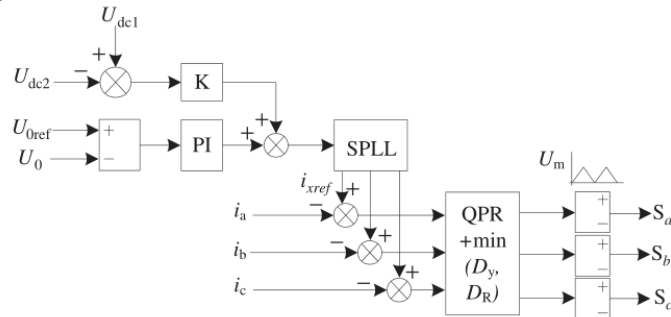 U_dc1
+
U_dc2
−
K
+
U_0ref
U_0
+
−
PI
+
SPLL
i_xref
+
i_a
−
i_b
−
+
i_c
−
+
QPR
+min
(D_y,
D_R)
U_m
+
−
S_a
+
−
S_b
+
−
S_c